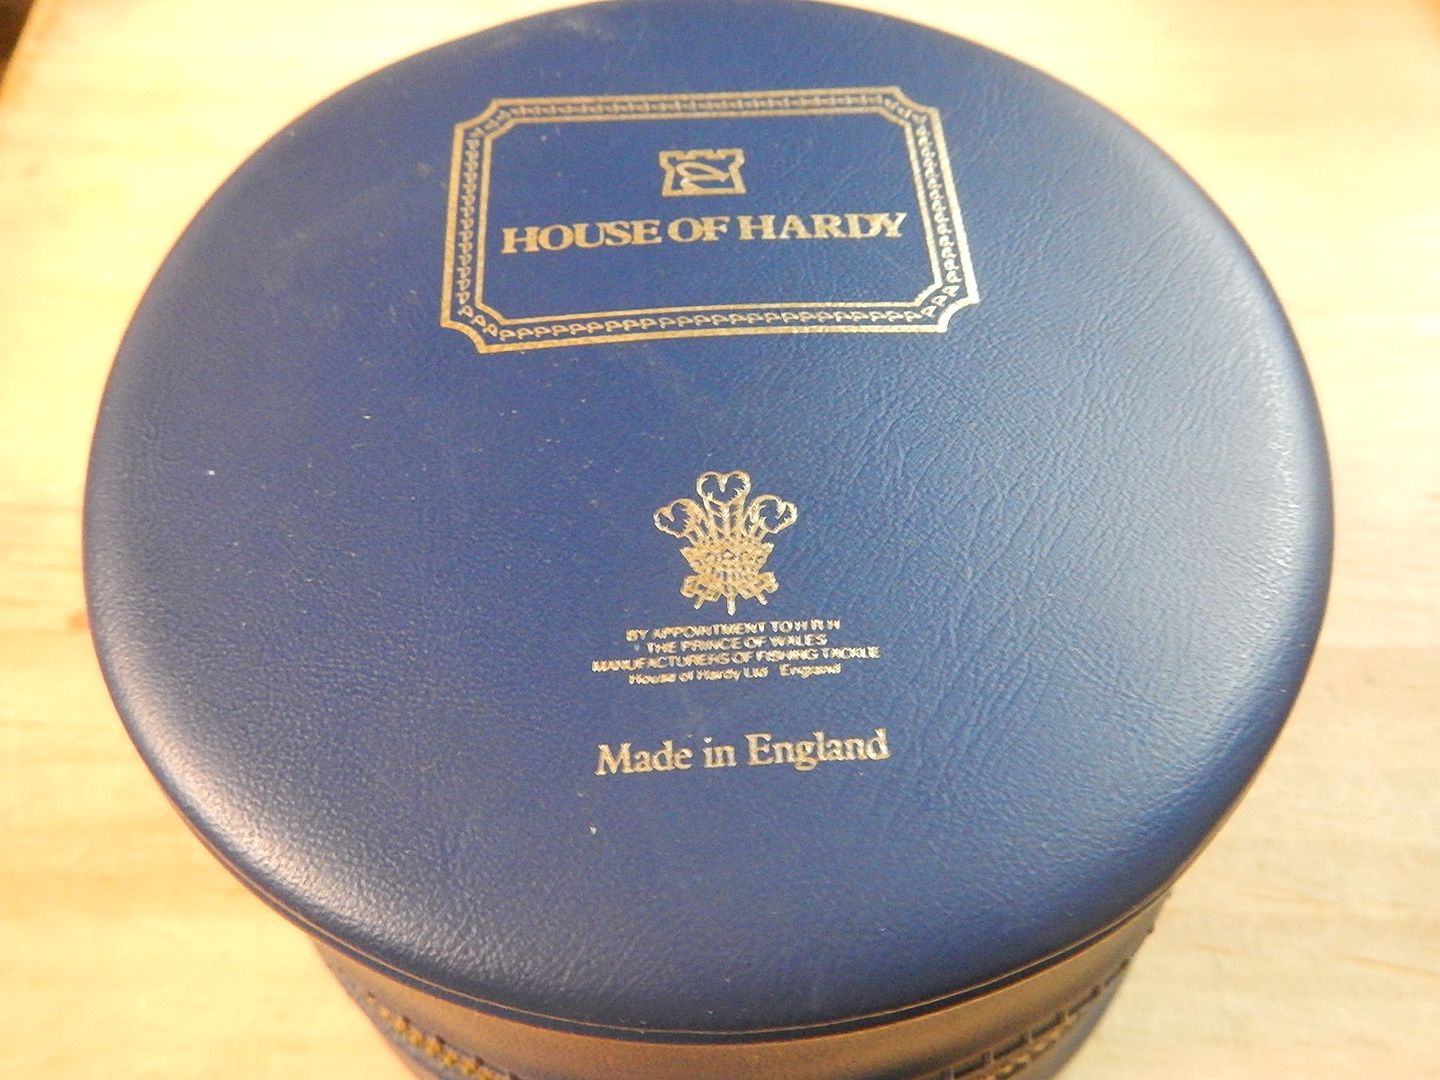 HOUSE OF HARDY
BY APPOINTMENT TO H R H
THE PRINCE OF WALES
MANUFACTURERS OF FISHING TACKLE
House of Hardy Ltd England
Made in England